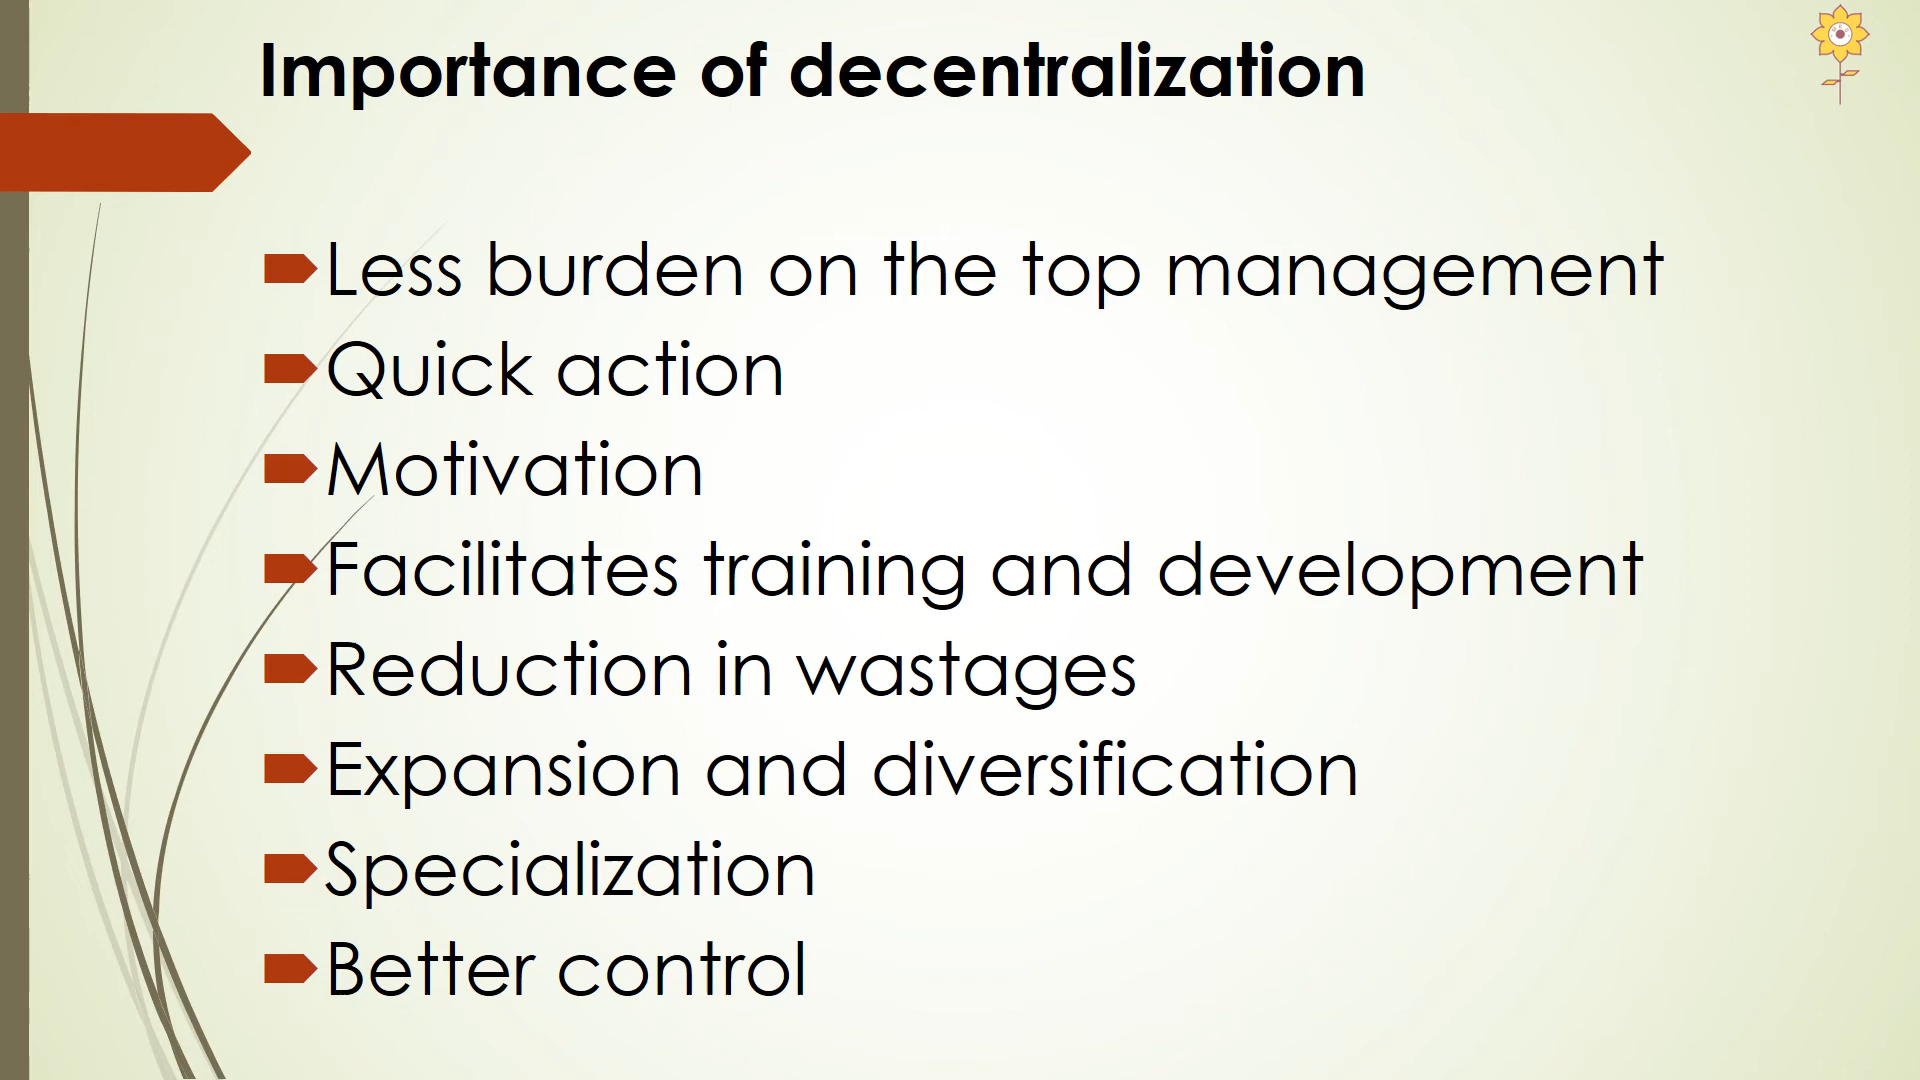 Importance of decentralization
Less burden on the top management
Quick action
Motivation
Facilitates training and development
Reduction in wastages
Expansion and diversification
Specialization
Better control